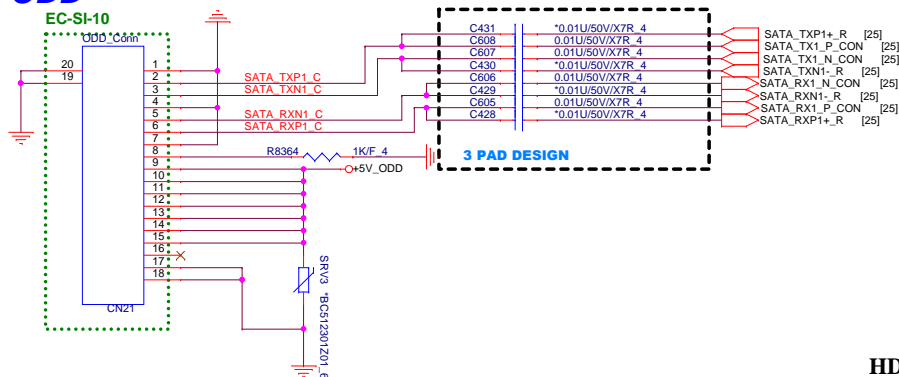 ODD
EC-SI-10
ODD_Conn
20
19
1
2
3
4
5
6
7
8
9
10
11
12
13
14
15
16
17
18
CN21
SATA_TXP1_C
SATA_TXN1_C
SATA_RXN1_C
SATA_RXP1_C
R8364 1K/F_4
+5V_ODD
SRV3 *BC512301Z01_6
C431 *0.01U/50V/X7R_4 SATA_TXP1+_R [25]
C608 0.01U/50V/X7R_4 SATA_TX1_P_CON [25]
C607 0.01U/50V/X7R_4 SATA_TX1_N_CON [25]
C430 *0.01U/50V/X7R_4 SATA_TXN1-_R [25]
C606 0.01U/50V/X7R_4 SATA_RX1_N_CON [25]
C429 *0.01U/50V/X7R_4 SATA_RXN1-_R [25]
C605 0.01U/50V/X7R_4 SATA_RX1_P_CON [25]
C428 *0.01U/50V/X7R_4 SATA_RXP1+_R [25]
3 PAD DESIGN
HD